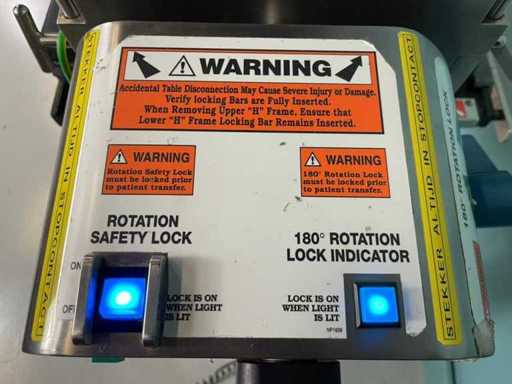 WARNING
Accidental Table Disconnection May Cause Severe Injury or Damage.
Verify locking Bars are Fully Inserted.
When Removing Upper "H" Frame, Ensure that
Lower "H" Frame Locking Bar Remains Inserted.
WARNING
Rotation Safety Lock
must be locked prior
to patient transfer.
WARNING
180° Rotation Lock
must be locked prior
to patient transfer.
ROTATION
SAFETY LOCK
180° ROTATION
LOCK INDICATOR
ON
OFF
LOCK IS ON
WHEN LIGHT
IS LIT
LOCK IS ON
WHEN LIGHT
IS LIT
STEKKER ALTIJD IN STOPCONTACT
STEKKER ALTIJD IN STOPCONTACT
180° ROTATION LOCK